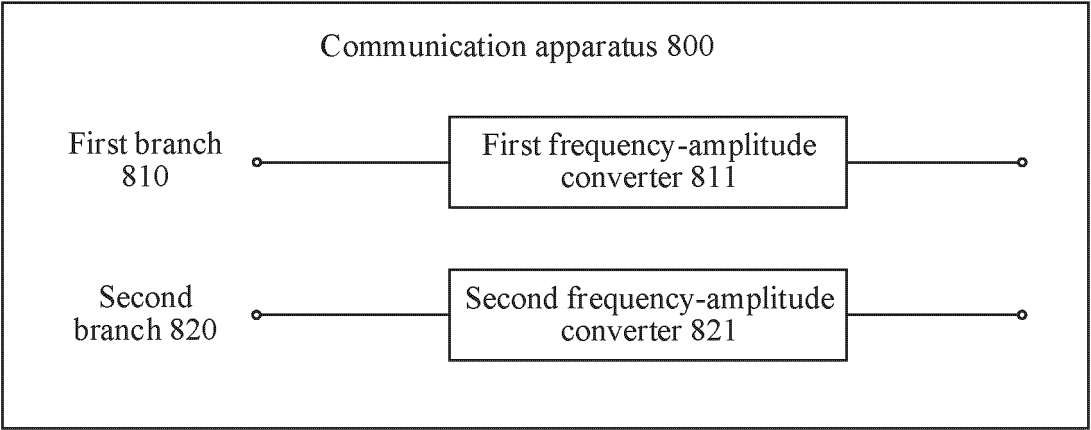 Communication apparatus 800
First branch
810
First frequency-amplitude
converter 811
Second
branch 820
Second frequency-amplitude
converter 821